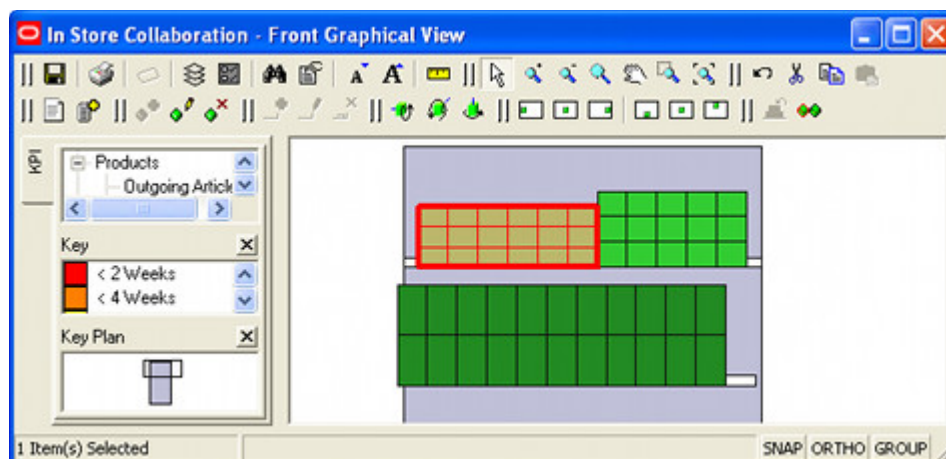 In Store Collaboration - Front Graphical View
A A
KPI
Products
Outgoing Article
Key
< 2 Weeks
< 4 Weeks
Key Plan
1 Item(s) Selected
SNAP ORTHO GROUP